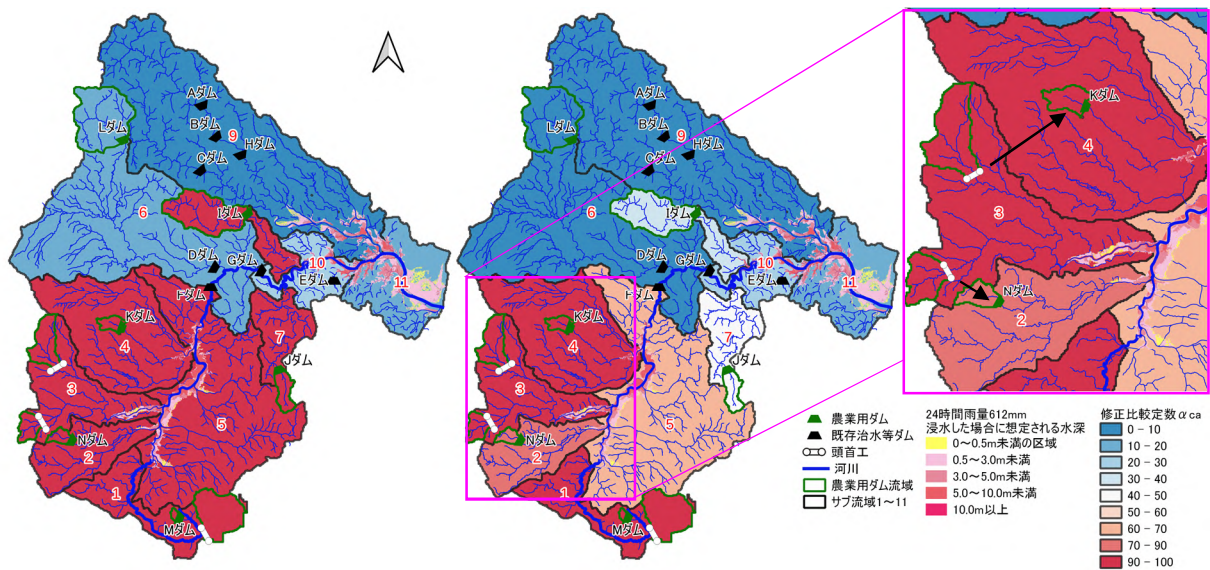 Aダム
Lダム
Bダム
9
Hダム
Cダム
6
Iダム
Dダム
Gダム
10
Eダム
11
Fダム
Kダム
4
7
Jダム
3
5
Nダム
2
1
Mダム
Aダム
Lダム
Bダム
9
Hダム
Cダム
6
Iダム
Dダム
Gダム
10
Eダム
11
Fダム
Kダム
4
7
Jダム
3
5
Nダム
2
1
Mダム
Kダム
4
3
Nダム
2
農業用ダム
既存治水等ダム
頭首工
河川
農業用ダム流域
サブ流域1~11
24時間雨量612mm
浸水した場合に想定される水深
0~0.5m未満の区域
0.5~3.0m未満
3.0~5.0m未満
5.0~10.0m未満
10.0m以上
修正比較定数αca
0 - 10
10 - 20
20 - 30
30 - 40
40 - 50
50 - 60
60 - 70
70 - 90
90 - 100